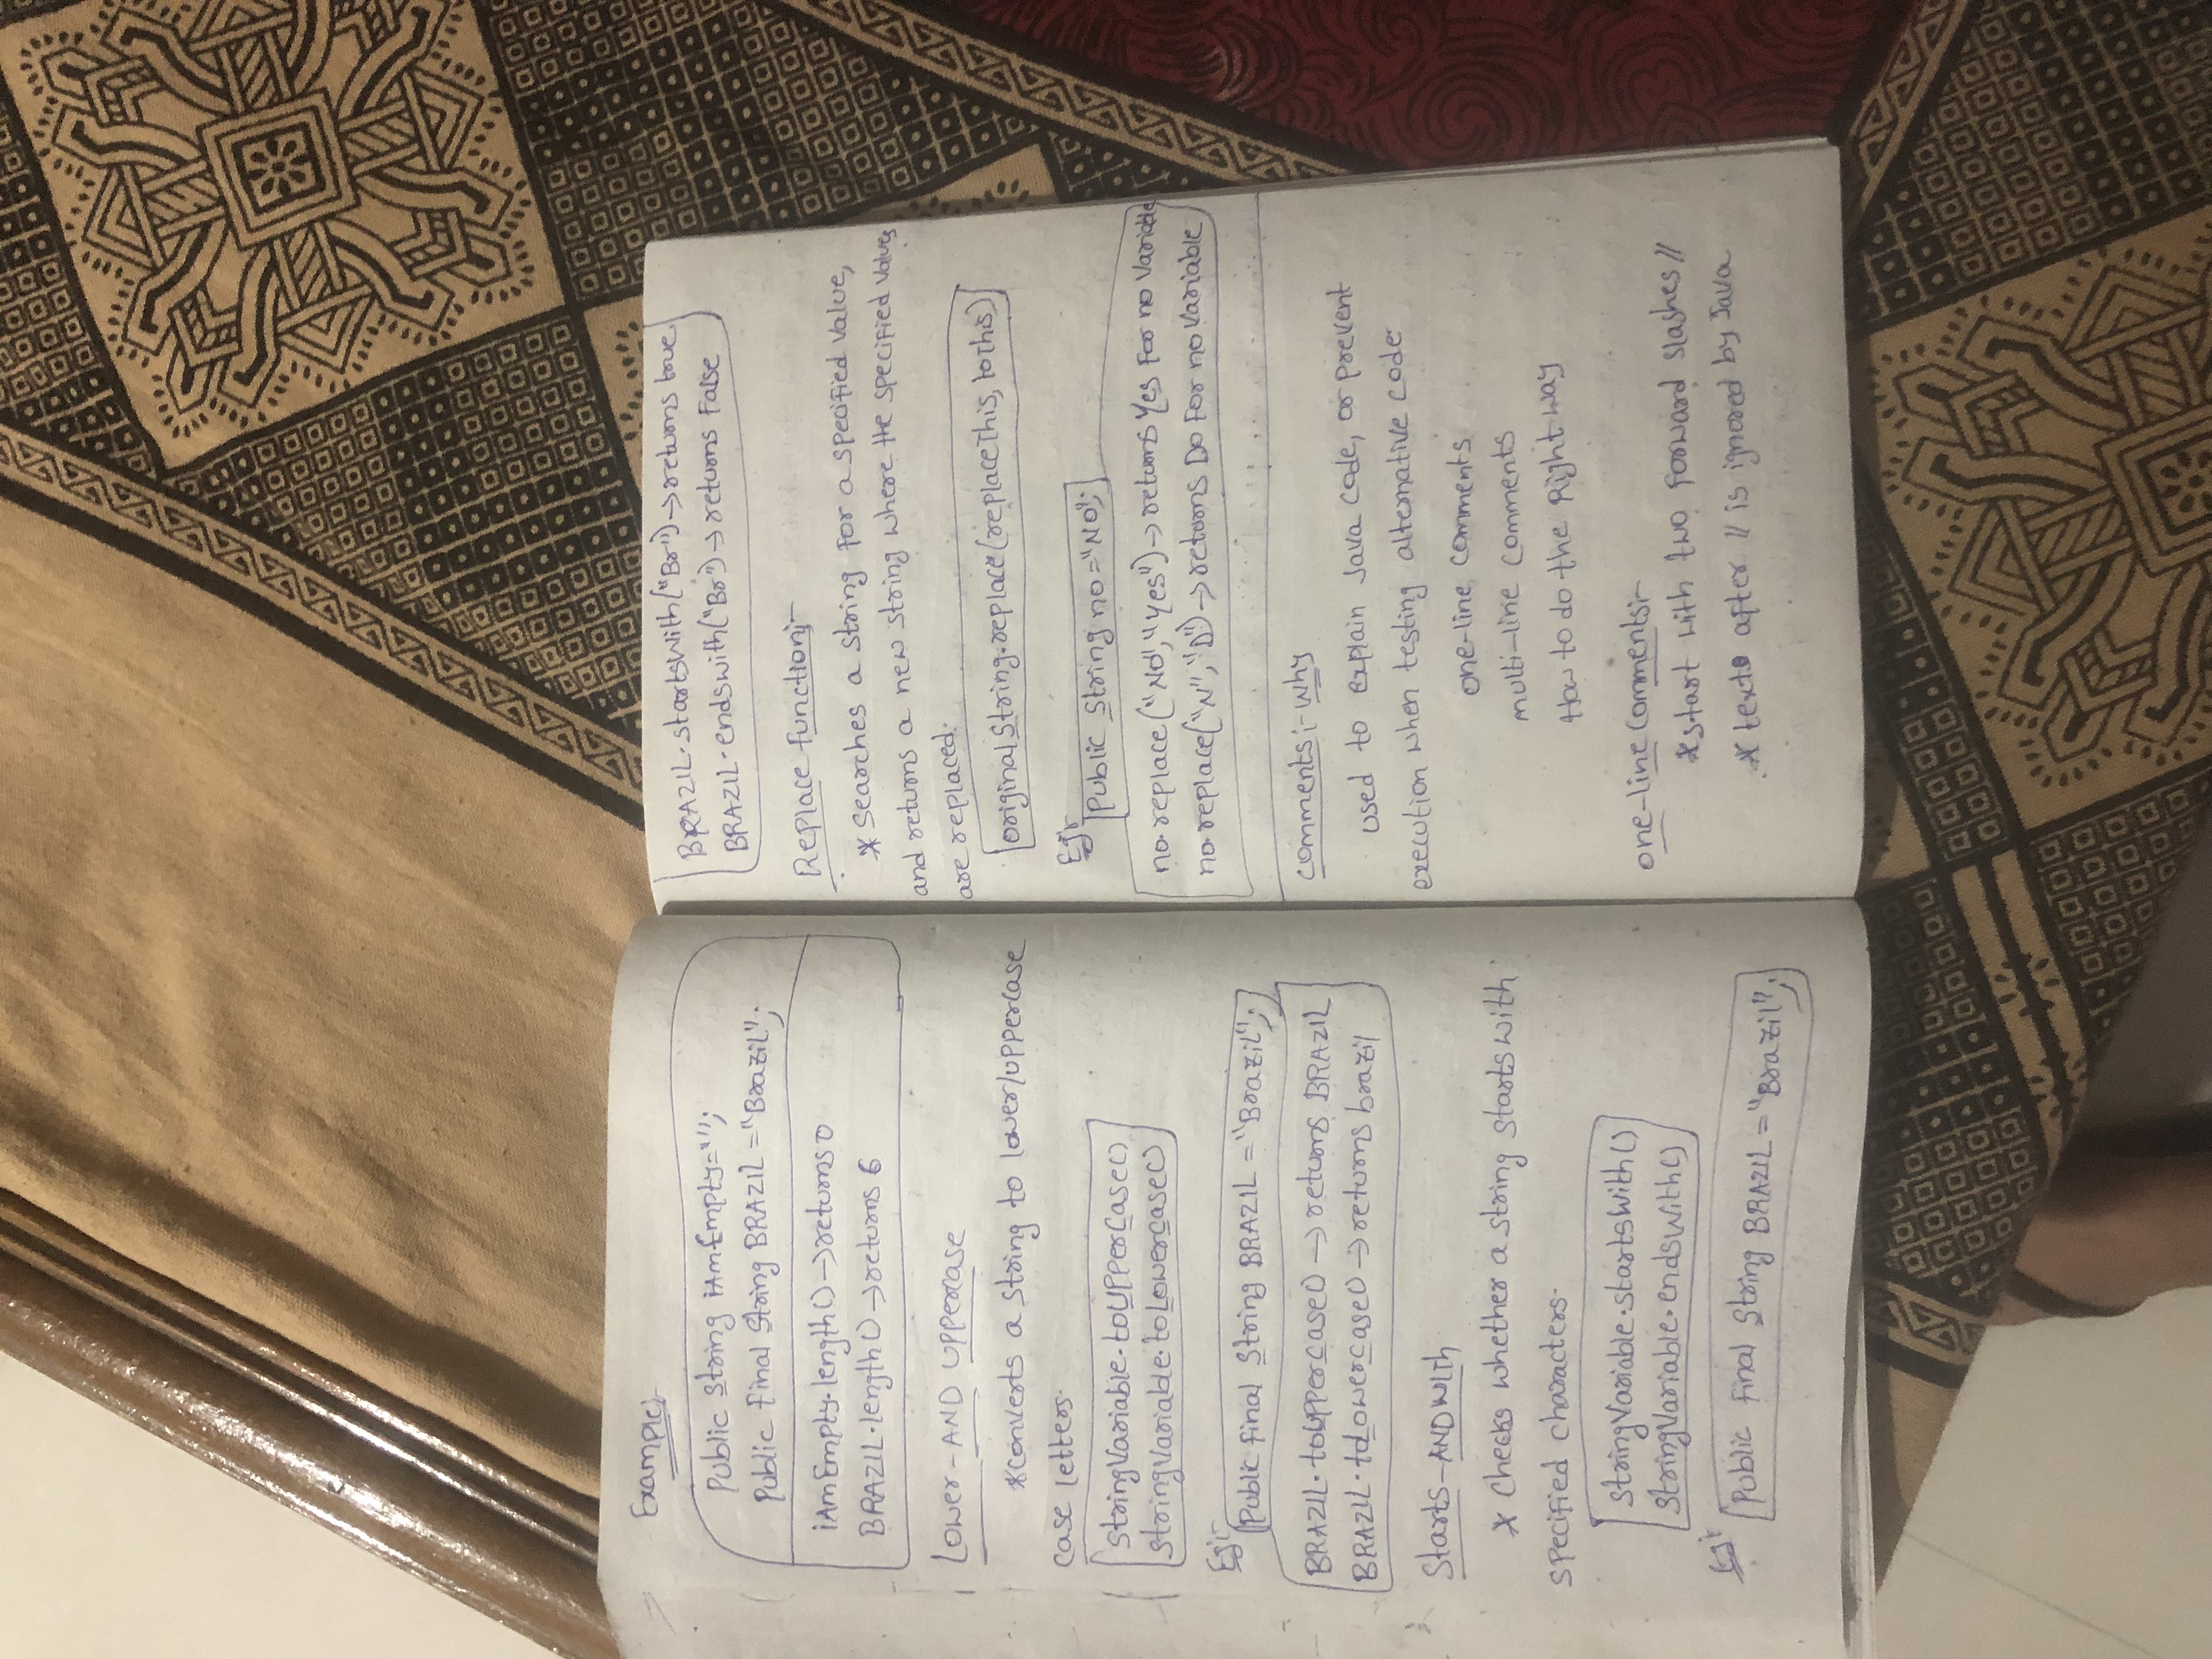 Example:-
Public String iAmEmpty="";
Public final String BRAZIL ="Brazil";
iAmEmpty.length() →returns 0
BRAZIL.length() →returns 6
Lower-AND UPPercase
*converts a string to lower/uppercase
case letters.
StringVariable.toUpperCase()
stringVariable.toLowercase()
Eg:-
Public final String BRAZIL ="Brazil";
BRAZIL.toUpperCase() → returns BRAZIL
BRAZIL.toLowercase() → returns brazil
Starts-ANDWith
* Checks whether a string starts with
specified characters.
StringVariable.startsWith()
StringVariable.endsWith()
Eg:-
Public final String BRAZIL ="Brazil";
BRAZIL.startsWith("Br") → returns true
BRAZIL.endswith("Br") → returns False
Replace function:-
* Searches a string for a specified value,
and returns a new string where the specified values
are replaced.
original String.replace(replaceThis, toThis)
Eg:-
Public String no ="NO";
no.replace("No","yes") → returns Yes For no Variable
no.replace("N","D") → returns Do For no Variable
comments:- why
used to explain Java code, or prevent
execution when testing alternative code
one-line comments
multi-line comments
How to do the Right way
one-line comments:-
*start with two forward slashes //
* texts after // is ignored by Java